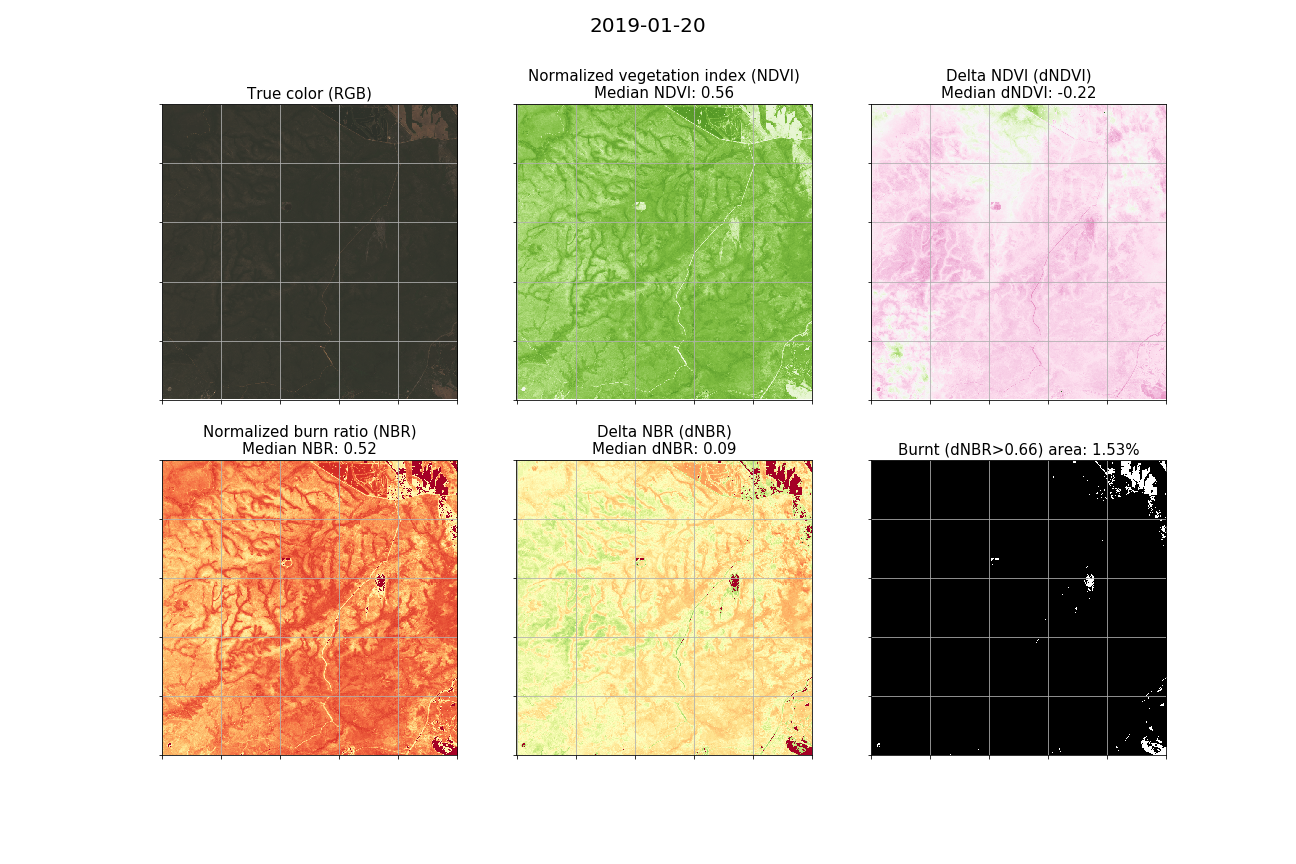 2019-01-20
True color (RGB)
Normalized vegetation index (NDVI)
Median NDVI: 0.56
Delta NDVI (dNDVI)
Median dNDVI: -0.22
Normalized burn ratio (NBR)
Median NBR: 0.52
Delta NBR (dNBR)
Median dNBR: 0.09
Burnt (dNBR>0.66) area: 1.53%